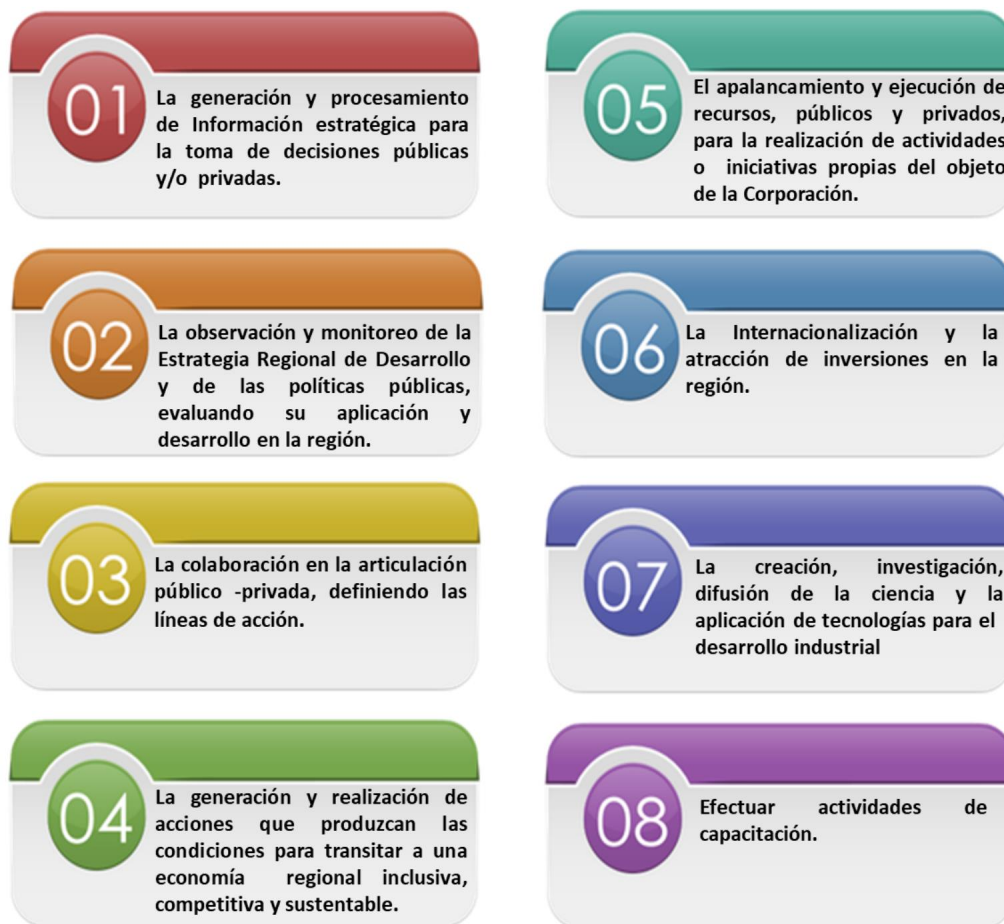 01
La generación y procesamiento
de Información estratégica para
la toma de decisiones públicas
y/o privadas.
02
La observación y monitoreo de la
Estrategia Regional de Desarrollo
y de las políticas públicas,
evaluando su aplicación y
desarrollo en la región.
03
La colaboración en la articulación
público -privada, definiendo las
líneas de acción.
04
La generación y realización de
acciones que produzcan las
condiciones para transitar a una
economía regional inclusiva,
competitiva y sustentable.
05
El apalancamiento y ejecución de
recursos, públicos y privados,
para la realización de actividades
o iniciativas propias del objeto
de la Corporación.
06
La Internacionalización y la
atracción de inversiones en la
región.
07
La creación, investigación,
difusión de la ciencia y la
aplicación de tecnologías para el
desarrollo industrial
08
Efectuar actividades de
capacitación.